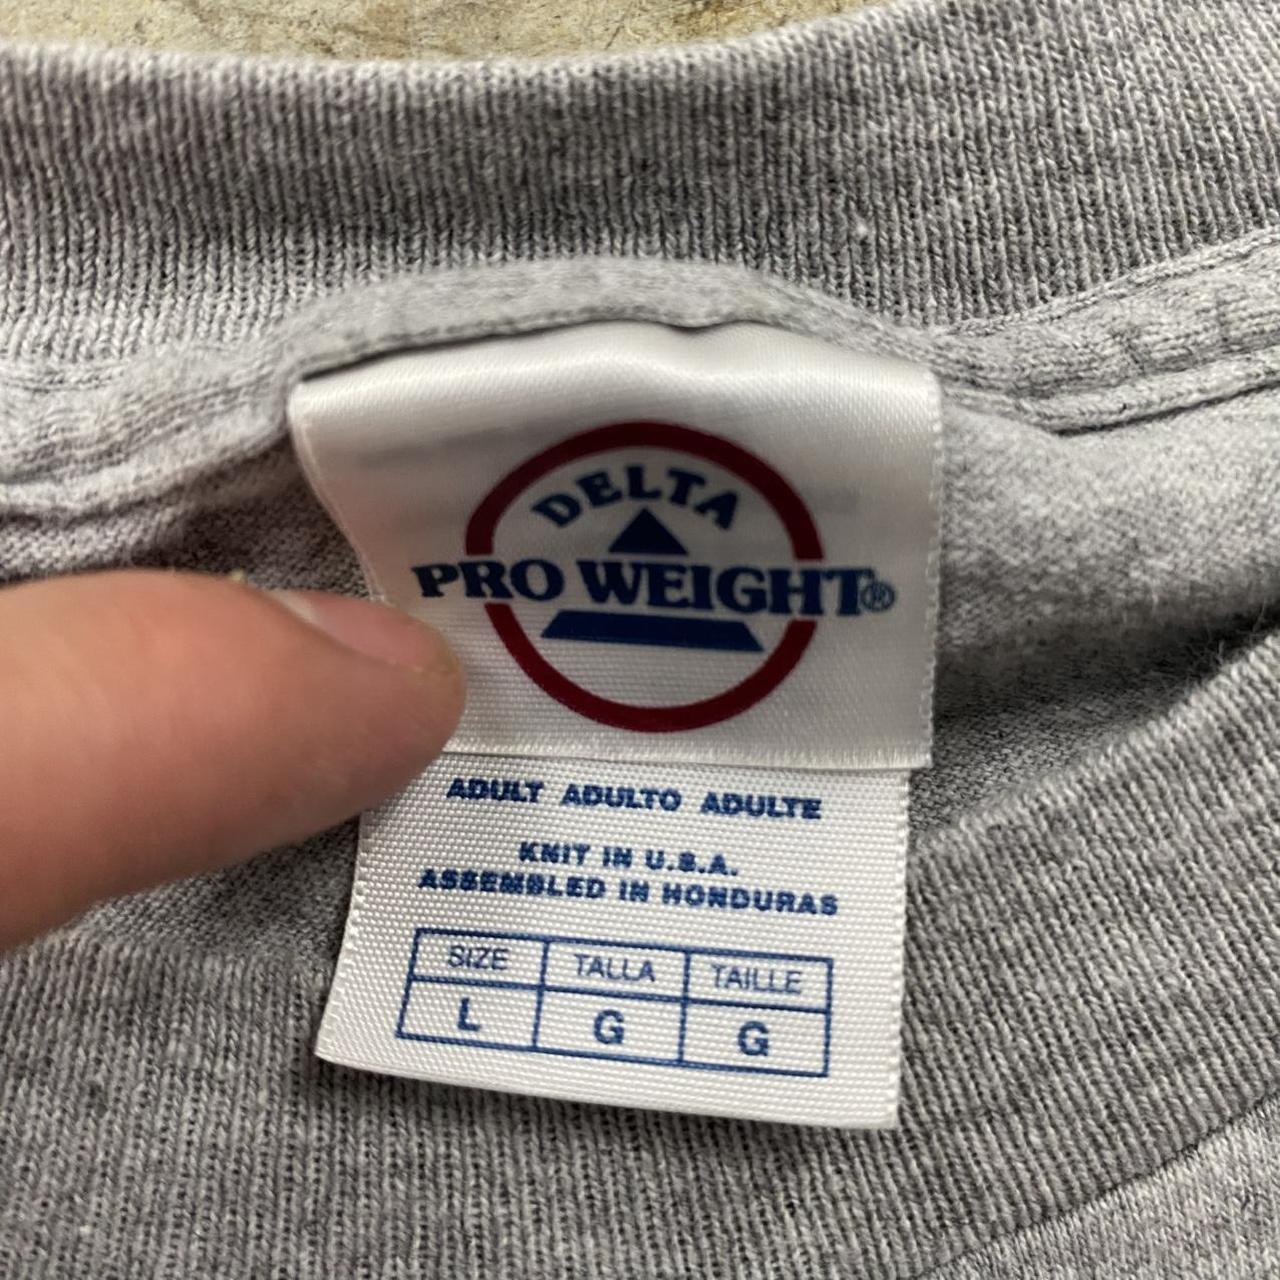 DELTA
PRO WEIGHT®
ADULT ADULTO ADULTE
KNIT IN U.S.A.
ASSEMBLED IN HONDURAS
SIZE TALLA TAILLE
L G G